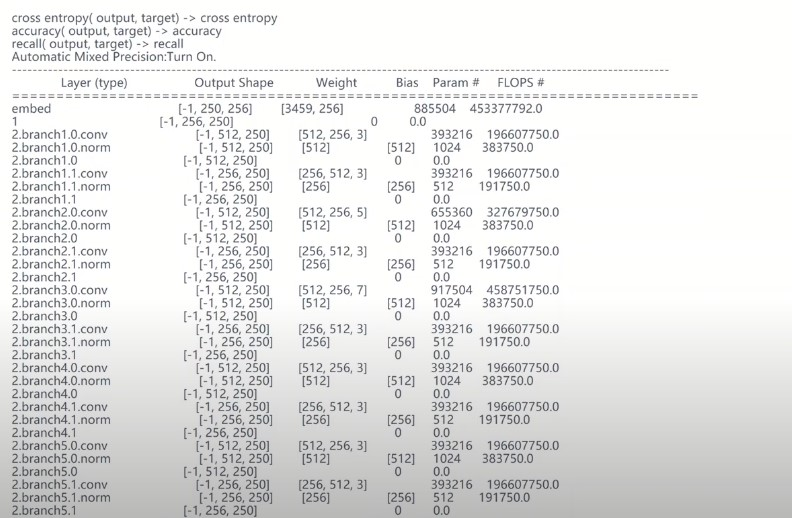 cross entropy( output, target) -> cross entropy
accuracy( output, target) -> accuracy
recall( output, target) -> recall
Automatic Mixed Precision:Turn On.
--------------------------------------------------------------------------------
Layer (type) Output Shape Weight Bias Param # FLOPS #
================================================================================
embed [-1, 250, 256] [3459, 256] 885504 453377792.0
1 [-1, 256, 250] 0 0.0
2.branch1.0.conv [-1, 512, 250] [512, 256, 3] 393216 196607750.0
2.branch1.0.norm [-1, 512, 250] [512] [512] 1024 383750.0
2.branch1.0 [-1, 512, 250] 0 0.0
2.branch1.1.conv [-1, 256, 250] [256, 512, 3] 393216 196607750.0
2.branch1.1.norm [-1, 256, 250] [256] [256] 512 191750.0
2.branch1.1 [-1, 256, 250] 0 0.0
2.branch2.0.conv [-1, 512, 250] [512, 256, 5] 655360 327679750.0
2.branch2.0.norm [-1, 512, 250] [512] [512] 1024 383750.0
2.branch2.0 [-1, 512, 250] 0 0.0
2.branch2.1.conv [-1, 256, 250] [256, 512, 3] 393216 196607750.0
2.branch2.1.norm [-1, 256, 250] [256] [256] 512 191750.0
2.branch2.1 [-1, 256, 250] 0 0.0
2.branch3.0.conv [-1, 512, 250] [512, 256, 7] 917504 458751750.0
2.branch3.0.norm [-1, 512, 250] [512] [512] 1024 383750.0
2.branch3.0 [-1, 512, 250] 0 0.0
2.branch3.1.conv [-1, 256, 250] [256, 512, 3] 393216 196607750.0
2.branch3.1.norm [-1, 256, 250] [256] [256] 512 191750.0
2.branch3.1 [-1, 256, 250] 0 0.0
2.branch4.0.conv [-1, 512, 250] [512, 256, 3] 393216 196607750.0
2.branch4.0.norm [-1, 512, 250] [512] [512] 1024 383750.0
2.branch4.0 [-1, 512, 250] 0 0.0
2.branch4.1.conv [-1, 256, 250] [256, 512, 3] 393216 196607750.0
2.branch4.1.norm [-1, 256, 250] [256] [256] 512 191750.0
2.branch4.1 [-1, 256, 250] 0 0.0
2.branch5.0.conv [-1, 512, 250] [512, 256, 3] 393216 196607750.0
2.branch5.0.norm [-1, 512, 250] [512] [512] 1024 383750.0
2.branch5.0 [-1, 512, 250] 0 0.0
2.branch5.1.conv [-1, 256, 250] [256, 512, 3] 393216 196607750.0
2.branch5.1.norm [-1, 256, 250] [256] [256] 512 191750.0
2.branch5.1 [-1, 256, 250] 0 0.0